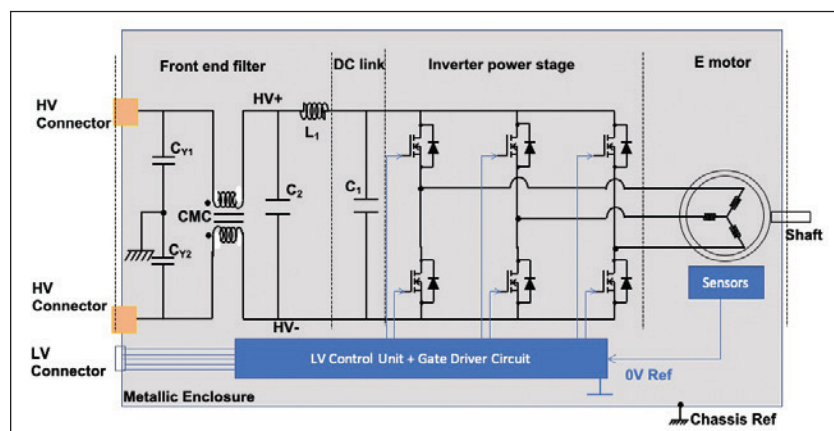 Front end filter
DC link
Inverter power stage
E motor
HV
Connector
HV+
L1
CY1
C2
C1
CMC
CY2
Shaft
HV
Connector
HV-
Sensors
LV
Connector
LV Control Unit + Gate Driver Circuit
0V Ref
Metallic Enclosure
Chassis Ref